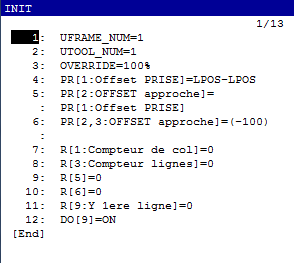 INIT
1/13
1: UFRAME_NUM=1
2: UTOOL_NUM=1
3: OVERRIDE=100%
4: PR[1:Offset PRISE]=LPOS-LPOS
5: PR[2:OFFSET approche]=
: PR[1:Offset PRISE]
6: PR[2,3:OFFSET approche]=(-100)
:
7: R[1:Compteur de col]=0
8: R[3:Compteur lignes]=0
9: R[5]=0
10: R[6]=0
11: R[9:Y 1ere ligne]=0
12: DO[9]=ON
[End]